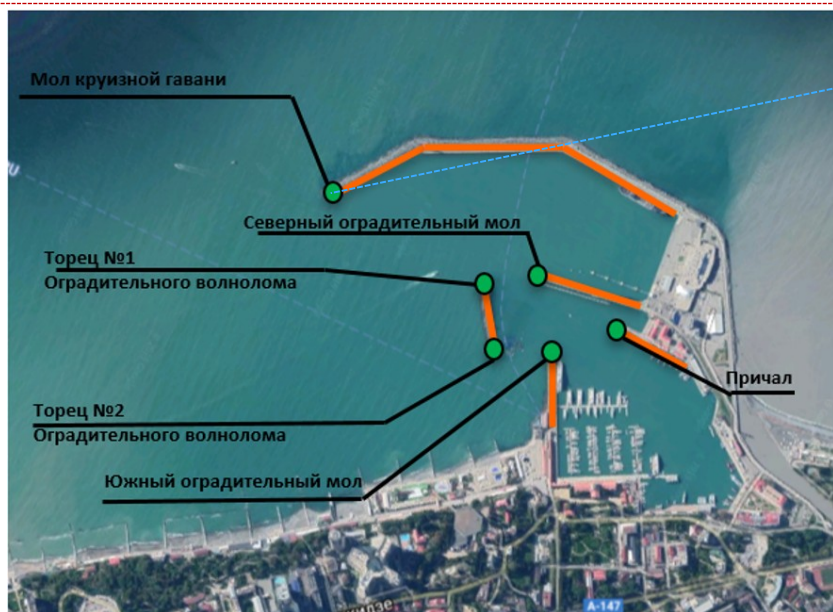 Мол круизной гавани
Северный оградительный мол
Торец №1
Оградительного волнолома
Причал
Торец №2
Оградительного волнолома
Южный оградительный мол
А-147